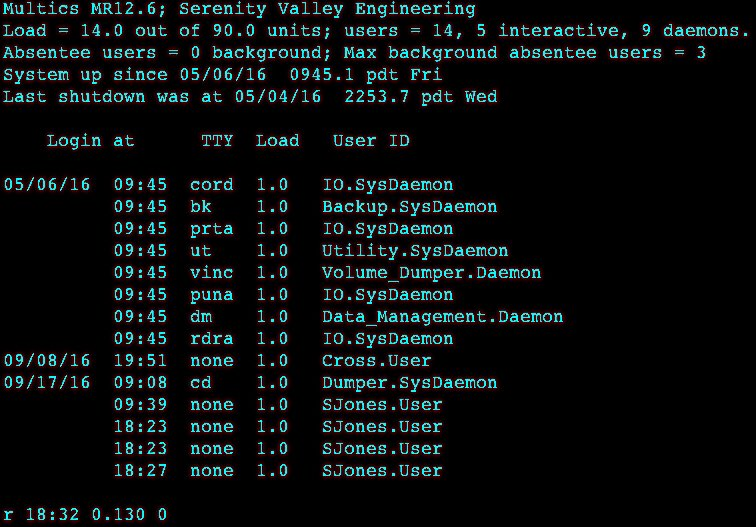 Multics MR12.6; Serenity Valley Engineering
Load = 14.0 out of 90.0 units; users = 14, 5 interactive, 9 daemons.
Absentee users = 0 background; Max background absentee users = 3
System up since 05/06/16  0945.1 pdt Fri
Last shutdown was at 05/04/16  2253.7 pdt Wed
Login at      TTY  Load   User ID
05/06/16  09:45  cord  1.0   IO.SysDaemon
09:45  bk    1.0   Backup.SysDaemon
09:45  prta  1.0   IO.SysDaemon
09:45  ut    1.0   Utility.SysDaemon
09:45  vinc  1.0   Volume_Dumper.Daemon
09:45  puna  1.0   IO.SysDaemon
09:45  dm    1.0   Data_Management.Daemon
09:45  rdra  1.0   IO.SysDaemon
09/08/16  19:51  none  1.0   Cross.User
09/17/16  09:08  cd    1.0   Dumper.SysDaemon
09:39  none  1.0   SJones.User
18:23  none  1.0   SJones.User
18:23  none  1.0   SJones.User
18:27  none  1.0   SJones.User
r 18:32 0.130 0